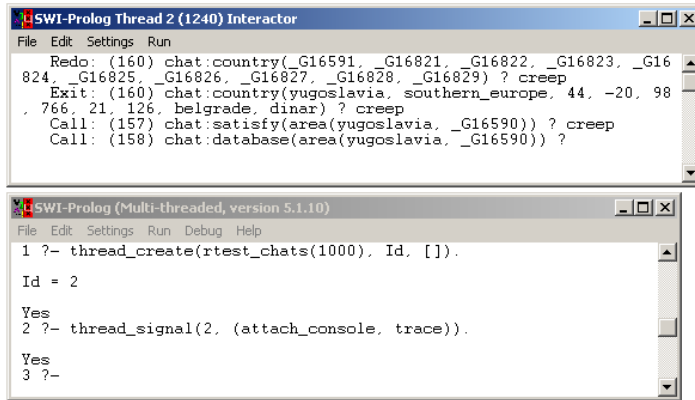 SWI-Prolog Thread 2 (1240) Interactor
File Edit Settings Run
Redo: (160) chat:country(_G16591, _G16821, _G16822, _G16823, _G16
824, _G16825, _G16826, _G16827, _G16828, _G16829) ? creep
Exit: (160) chat:country(yugoslavia, southern_europe, 44, -20, 98
, 766, 21, 126, belgrade, dinar) ? creep
Call: (157) chat:satisfy(area(yugoslavia, _G16590)) ? creep
Call: (158) chat:database(area(yugoslavia, _G16590)) ?
SWI-Prolog (Multi-threaded, version 5.1.10)
File Edit Settings Run Debug Help
1 ?- thread_create(rtest_chats(1000), Id, []).
Id = 2
Yes
2 ?- thread_signal(2, (attach_console, trace)).
Yes
3 ?-